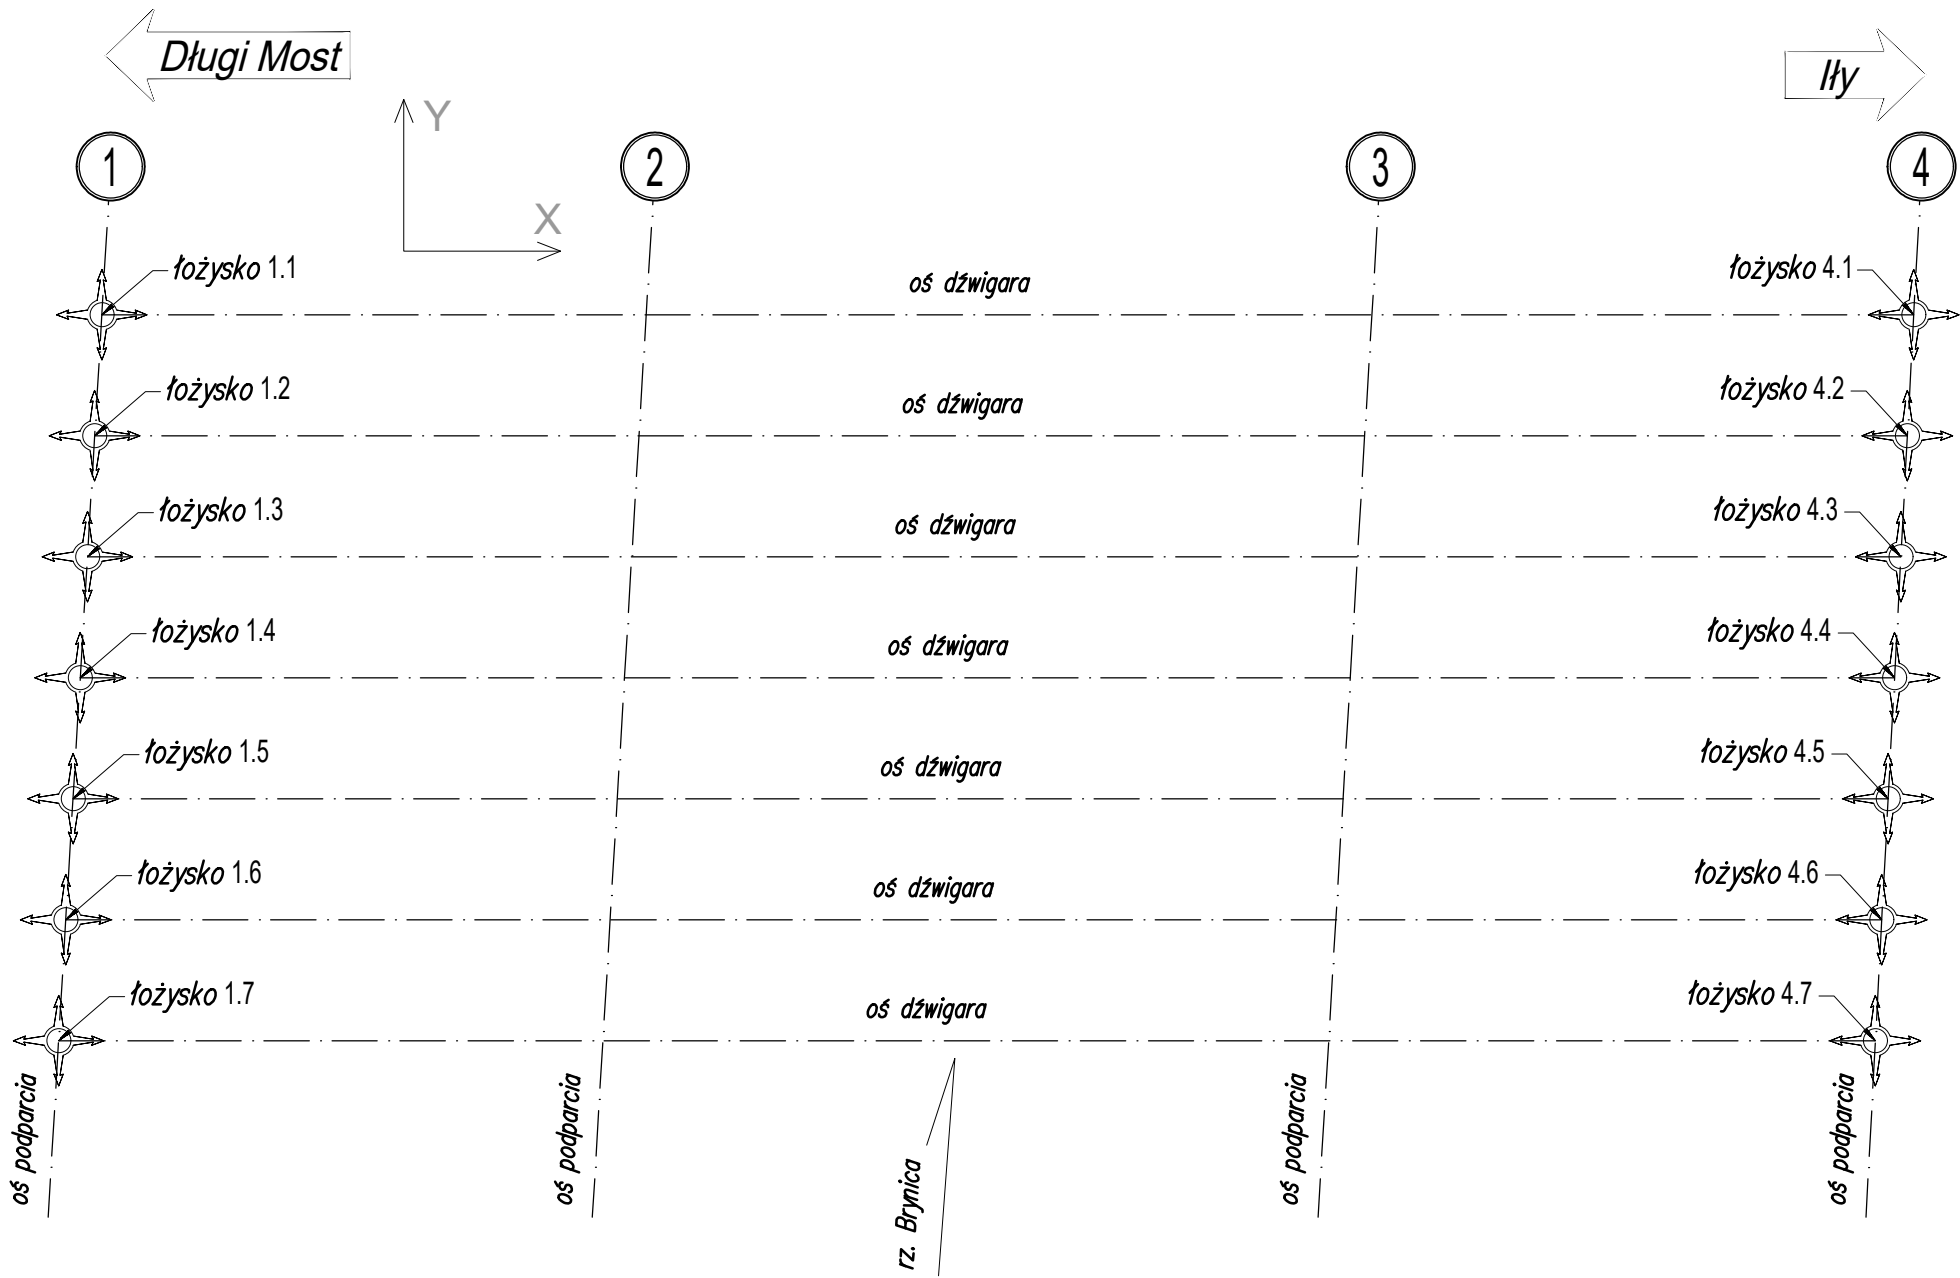 Długi Most
Iły
Y
1
2
3
4
X
łożysko 1.1
oś dźwigara
łożysko 4.1
łożysko 1.2
oś dźwigara
łożysko 4.2
łożysko 1.3
oś dźwigara
łożysko 4.3
łożysko 1.4
oś dźwigara
łożysko 4.4
łożysko 1.5
oś dźwigara
łożysko 4.5
łożysko 1.6
oś dźwigara
łożysko 4.6
łożysko 1.7
oś dźwigara
łożysko 4.7
oś podparcia
oś podparcia
rz. Brynica
oś podparcia
oś podparcia